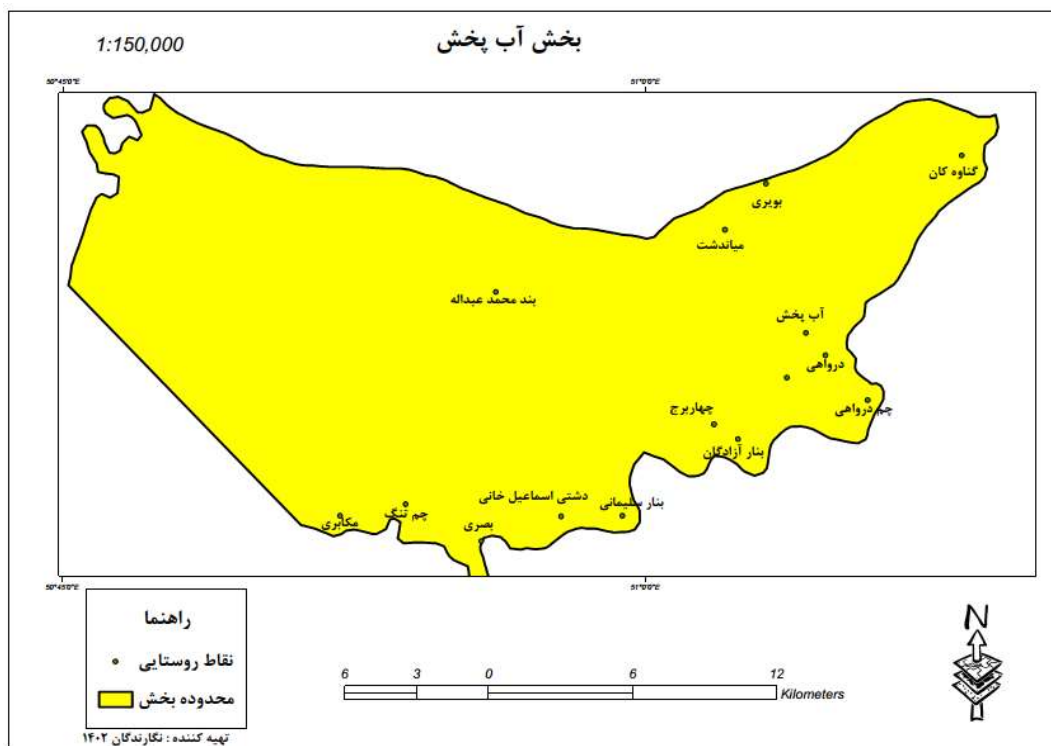 بخش آب پخش
1:150,000
50°45'0"E
51°0'0"E
گناوه کان
بویری
میاندشت
بند محمد عبداله
آب پخش
درواهی
چم درواهی
چهاربرج
بنار آزادگان
دشتی اسماعیل خانی
بنار سلیمانی
چم تنگ
مکابری
بصری
50°45'0"E
51°0'0"E
راهنما
نقاط روستایی
محدوده بخش
تهیه کننده : نگارندگان ۱۴۰۲
6 3 0 6 12
Kilometers
N